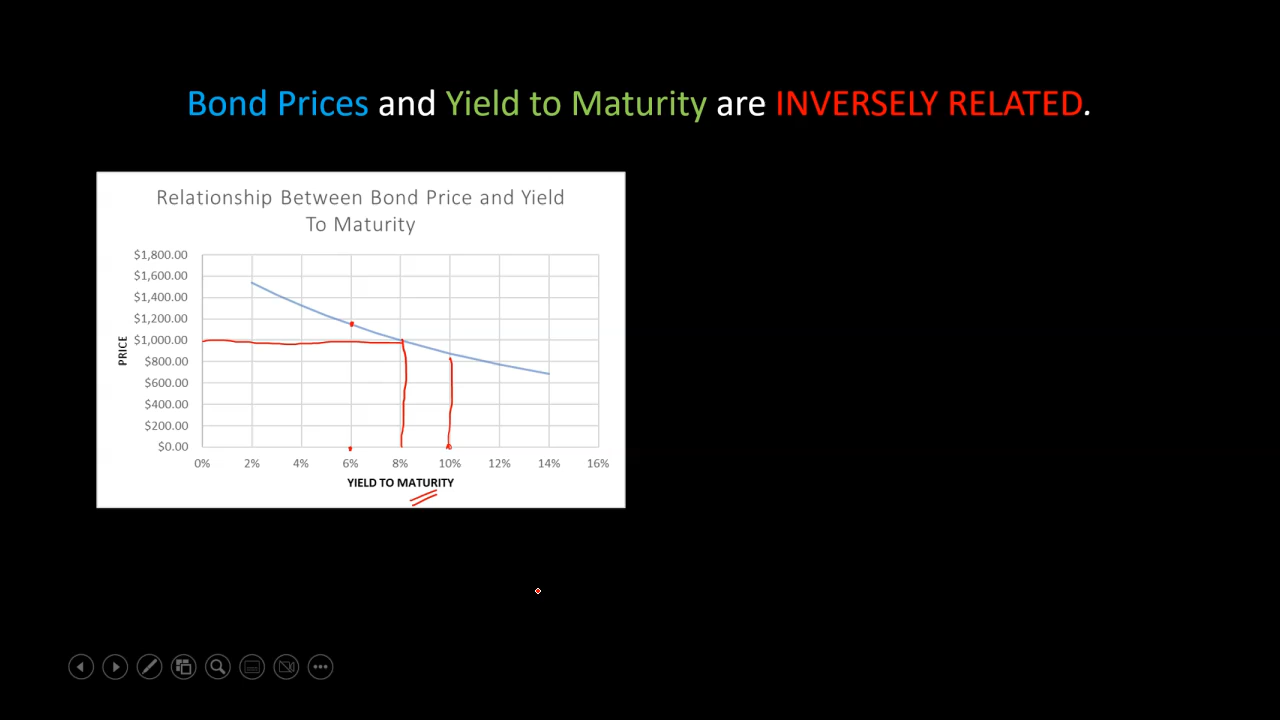 Bond Prices and Yield to Maturity are INVERSELY RELATED.
Relationship Between Bond Price and Yield
To Maturity
$1,800.00
$1,600.00
$1,400.00
$1,200.00
$1,000.00
$800.00
$600.00
$400.00
$200.00
$0.00
PRICE
0% 2% 4% 6% 8% 10% 12% 14% 16%
YIELD TO MATURITY